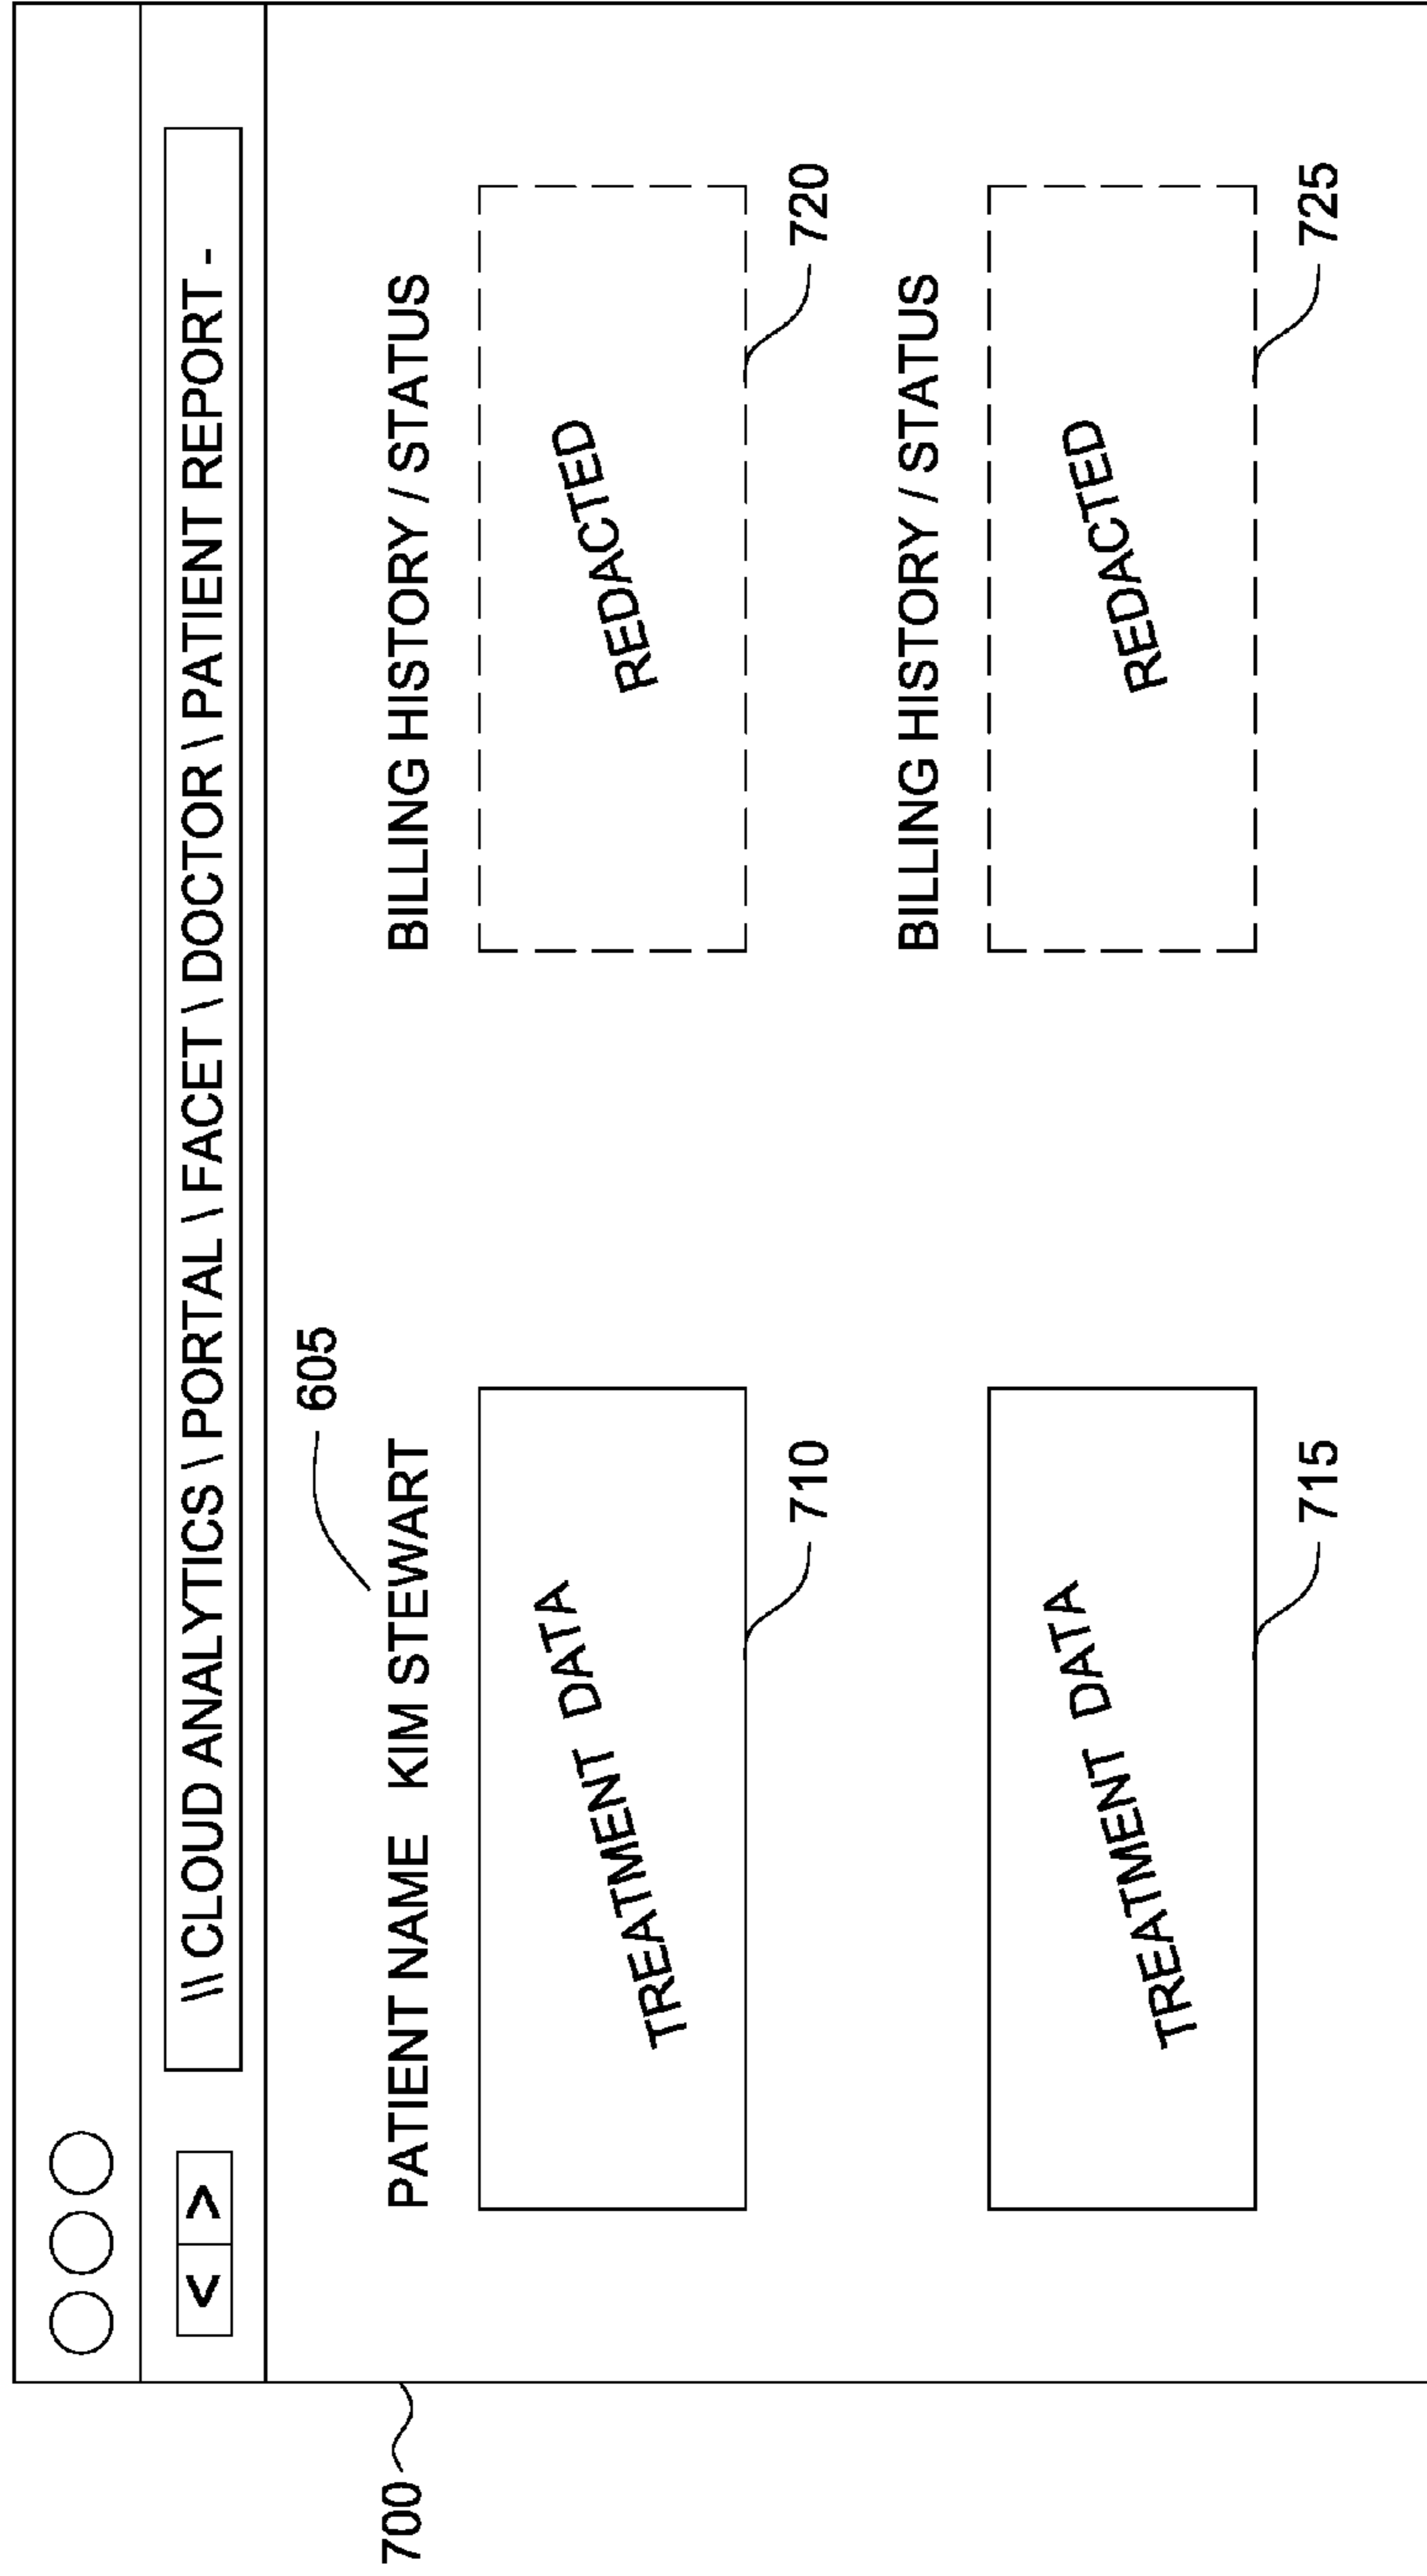 \\ CLOUD ANALYTICS \ PORTAL \ FACET \ DOCTOR \ PATIENT REPORT -
< >
605
700
PATIENT NAME KIM STEWART
BILLING HISTORY / STATUS
TREATMENT DATA
REDACTED
710
720
BILLING HISTORY / STATUS
TREATMENT DATA
REDACTED
715
725